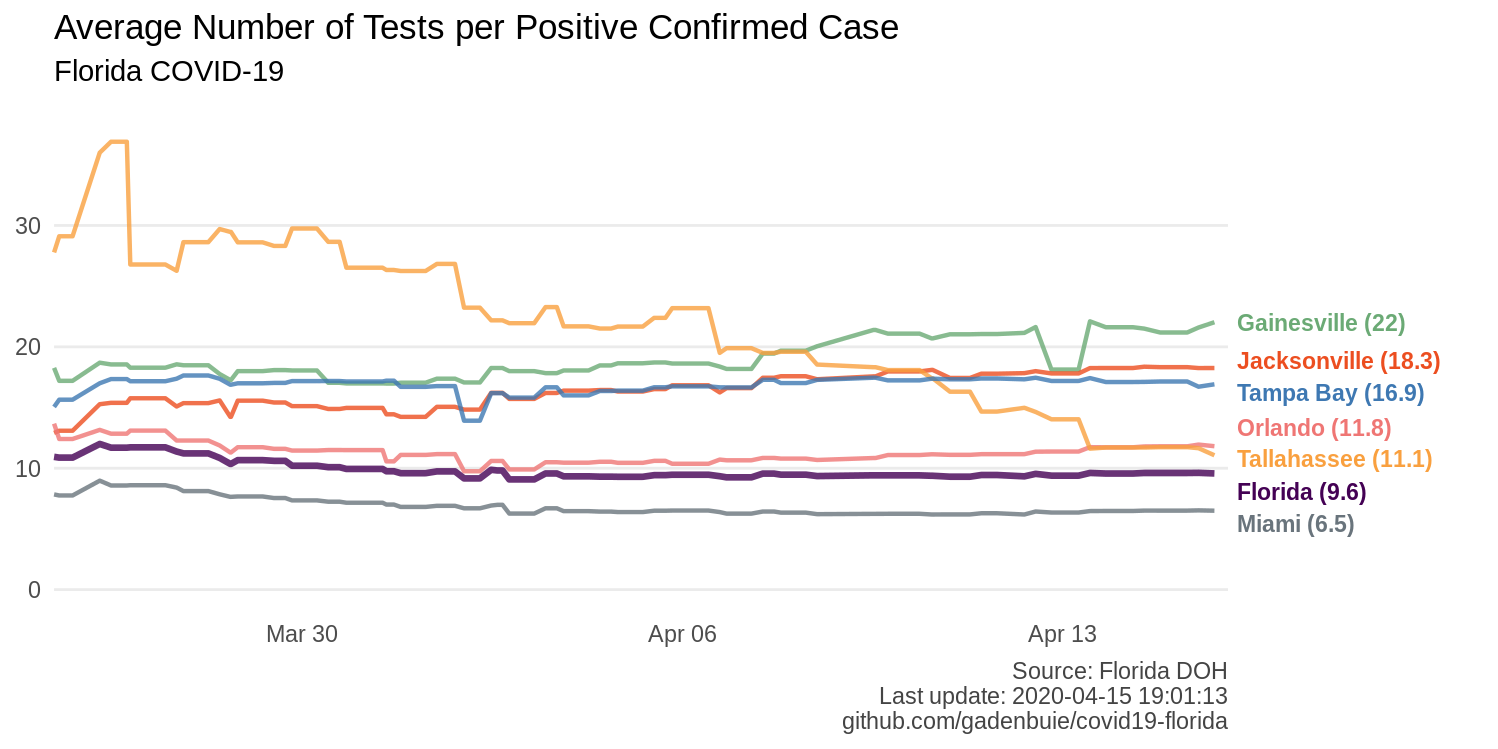 Average Number of Tests per Positive Confirmed Case
Florida COVID-19
30
20
10
0
Gainesville (22)
Jacksonville (18.3)
Tampa Bay (16.9)
Orlando (11.8)
Tallahassee (11.1)
Florida (9.6)
Miami (6.5)
Mar 30
Apr 06
Apr 13
Source: Florida DOH
Last update: 2020-04-15 19:01:13
github.com/gadenbuie/covid19-florida